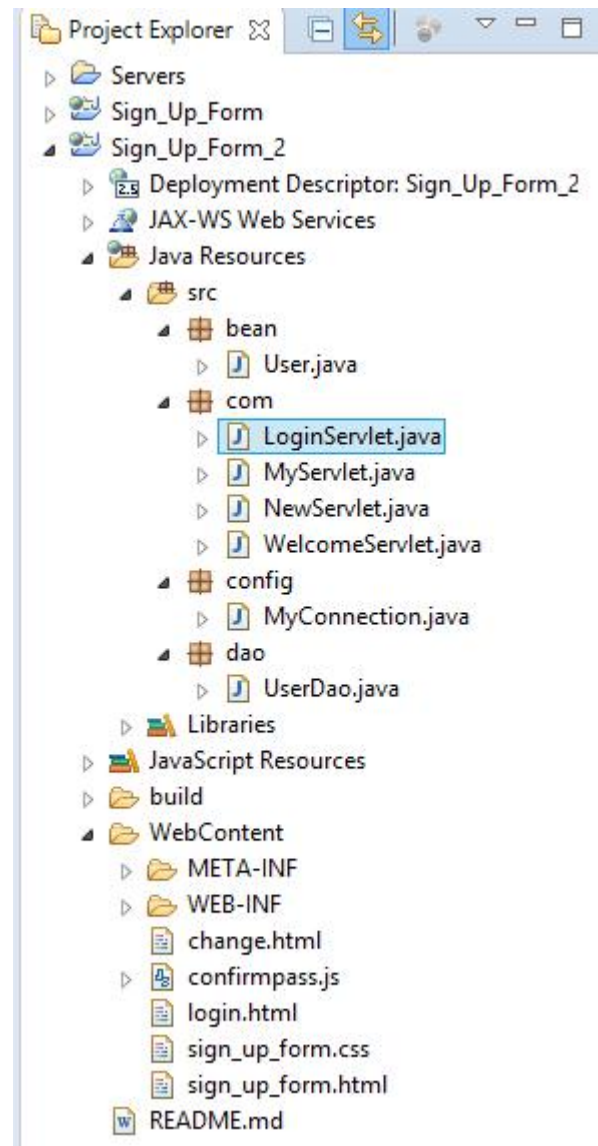 Project Explorer
Servers
Sign_Up_Form
Sign_Up_Form_2
2.5 Deployment Descriptor: Sign_Up_Form_2
JAX-WS Web Services
Java Resources
src
bean
J User.java
com
J LoginServlet.java
J MyServlet.java
J NewServlet.java
J WelcomeServlet.java
config
J MyConnection.java
dao
J UserDao.java
Libraries
JavaScript Resources
build
WebContent
META-INF
WEB-INF
change.html
confirmpass.js
login.html
sign_up_form.css
sign_up_form.html
w README.md